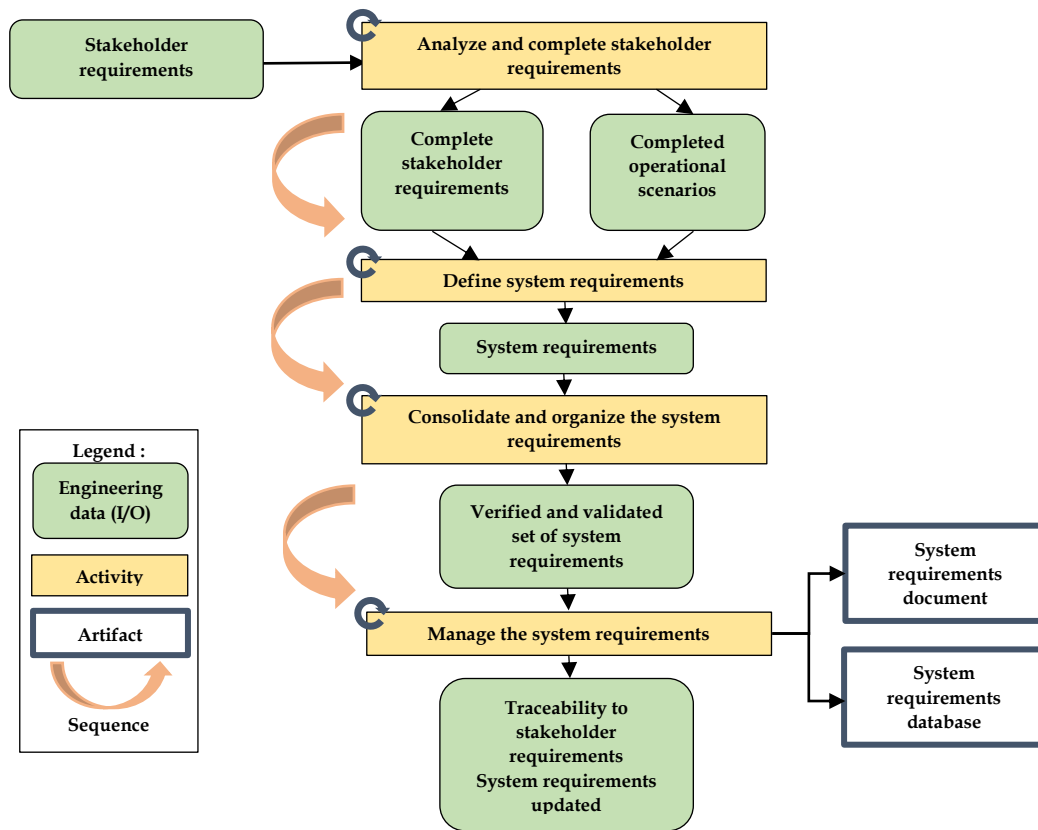 Stakeholder
requirements
Analyze and complete stakeholder
requirements
Complete
stakeholder
requirements
Completed
operational
scenarios
Define system requirements
System requirements
Consolidate and organize the system
requirements
Legend :
Engineering
data (I/O)
Activity
Artifact
Sequence
Verified and validated
set of system
requirements
Manage the system requirements
System
requirements
document
System
requirements
database
Traceability to
stakeholder
requirements
System requirements
updated